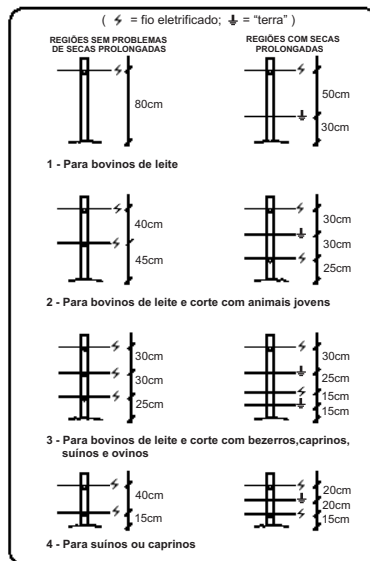 ( = fio eletrificado; = "terra" )
REGIÕES SEM PROBLEMAS
DE SECAS PROLONGADAS
REGIÕES COM SECAS
PROLONGADAS
80cm
50cm
30cm
1 - Para bovinos de leite
40cm
45cm
30cm
30cm
25cm
2 - Para bovinos de leite e corte com animais jovens
30cm
30cm
25cm
30cm
25cm
15cm
15cm
3 - Para bovinos de leite e corte com bezerros,caprinos,
suínos e ovinos
40cm
15cm
20cm
20cm
15cm
4 - Para suínos ou caprinos